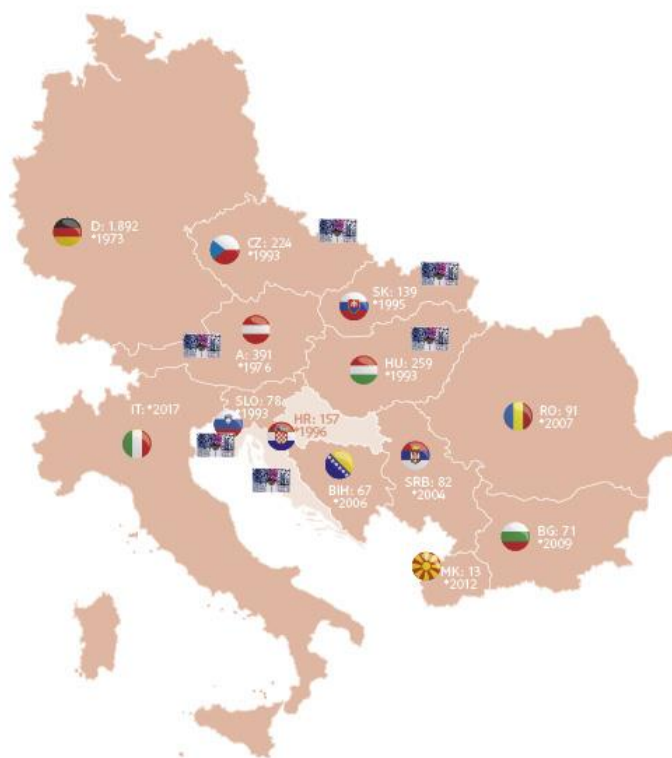 D: 1.892
*1973
CZ: 224
*1993
SK: 139
*1995
A: 391
*1976
HU: 259
*1993
IT: *2017
SLO: 78
*1993
HR: 157
*1996
RO: 91
*2007
BIH: 67
*2006
SRB: 82
*2004
BG: 71
*2009
MK: 13
*2012